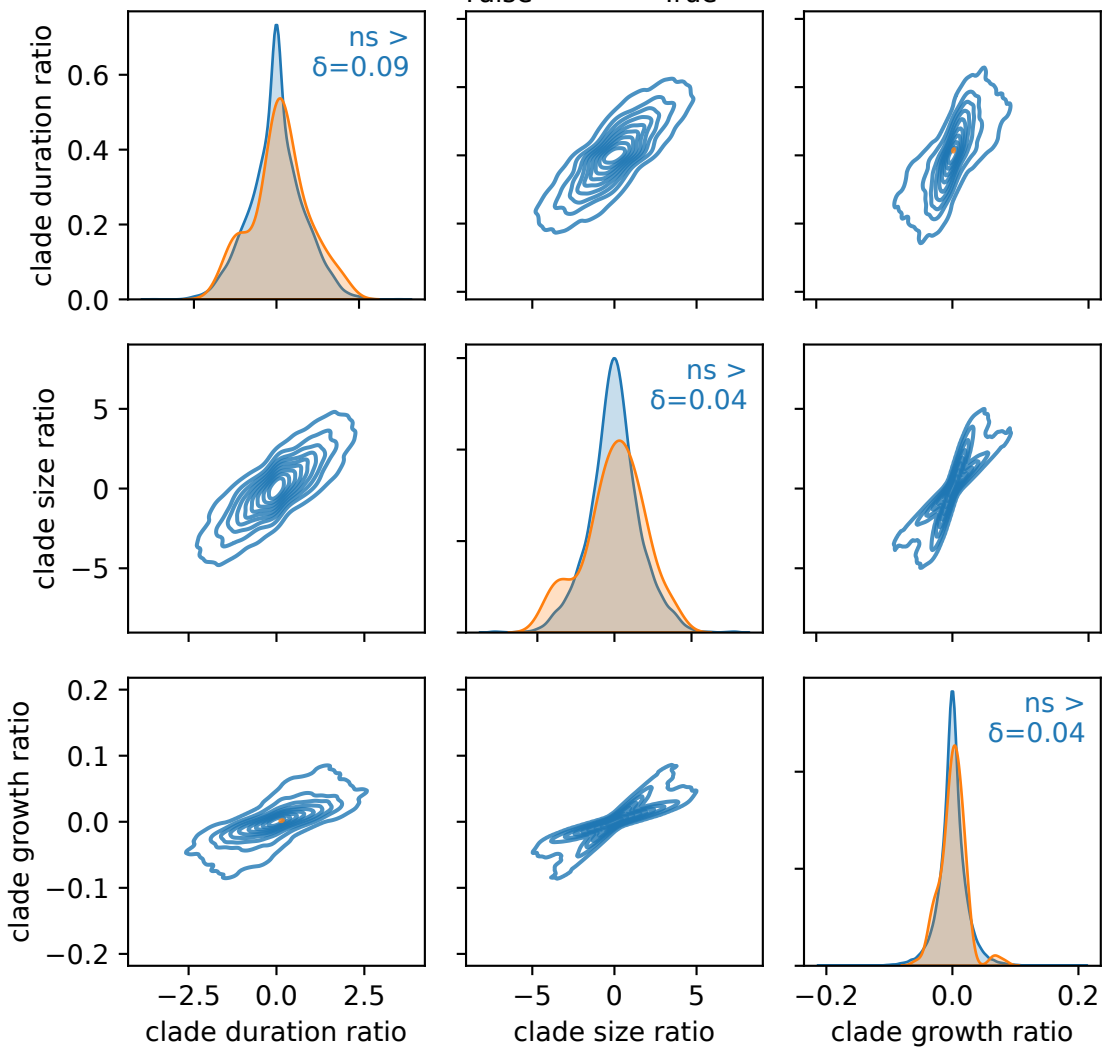 clade duration ratio
0.6
0.4
0.2
0.0
ns >
δ=0.09
clade size ratio
5
0
−5
ns >
δ=0.04
clade growth ratio
0.2
0.1
0.0
−0.1
−0.2
ns >
δ=0.04
−2.5 0.0 2.5
clade duration ratio
−5 0 5
clade size ratio
−0.2 0.0 0.2
clade growth ratio